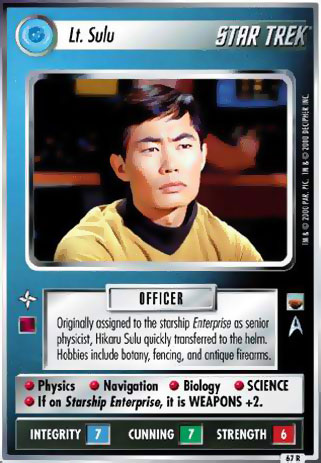 Lt. Sulu
STAR TREK
TM & © 2000 PAR. PIC. TM & © 2000 DECIPHER INC.
OFFICER
Originally assigned to the starship Enterprise as senior
physicist, Hikaru Sulu quickly transferred to the helm.
Hobbies include botany, fencing, and antique firearms.
Physics Navigation Biology SCIENCE
If on Starship Enterprise, it is WEAPONS +2.
INTEGRITY 7 CUNNING 7 STRENGTH 6
67 R